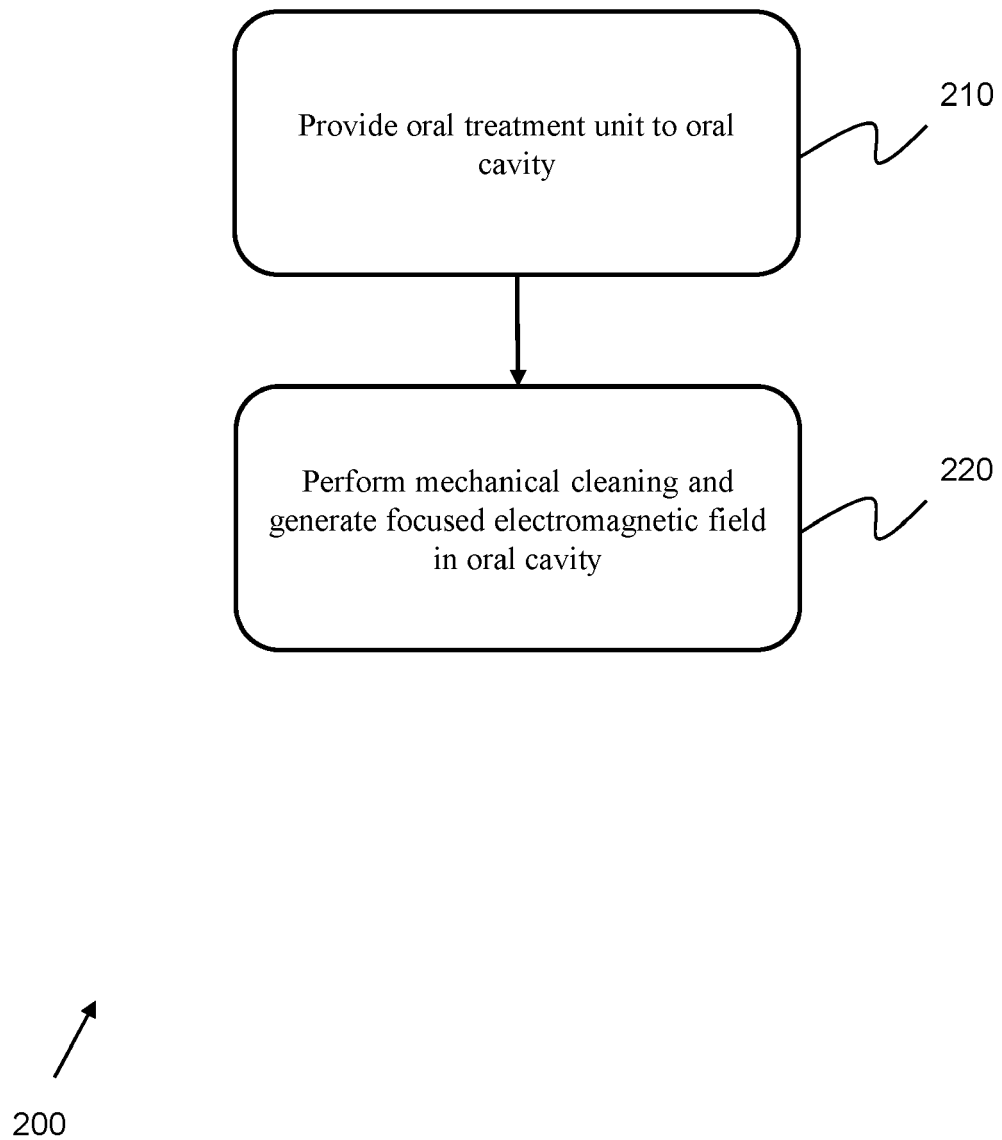 210
Provide oral treatment unit to oral
cavity
220
Perform mechanical cleaning and
generate focused electromagnetic field
in oral cavity
200